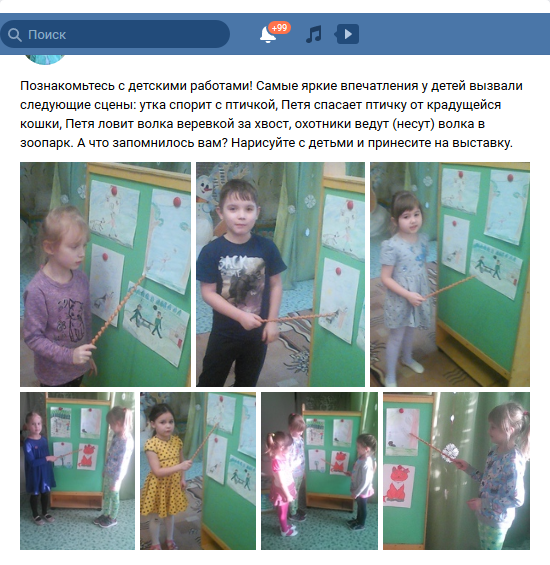 Поиск
+99
Познакомьтесь с детскими работами! Самые яркие впечатления у детей вызвали
следующие сцены: утка спорит с птичкой, Петя спасает птичку от крадущейся
кошки, Петя ловит волка веревкой за хвост, охотники ведут (несут) волка в
зоопарк. А что запомнилось вам? Нарисуйте с детьми и принесите на выставку.